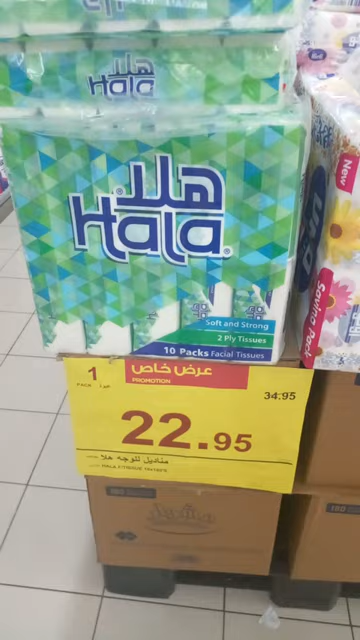 هلا
Hala
هلا
Hala
Soft and Strong
2 Ply Tissues
10 Packs Facial Tissues
New
Saving Pack
1
PACK
عرض خاص
PROMOTION
34.95
22.95
مناديل للوجه هلا